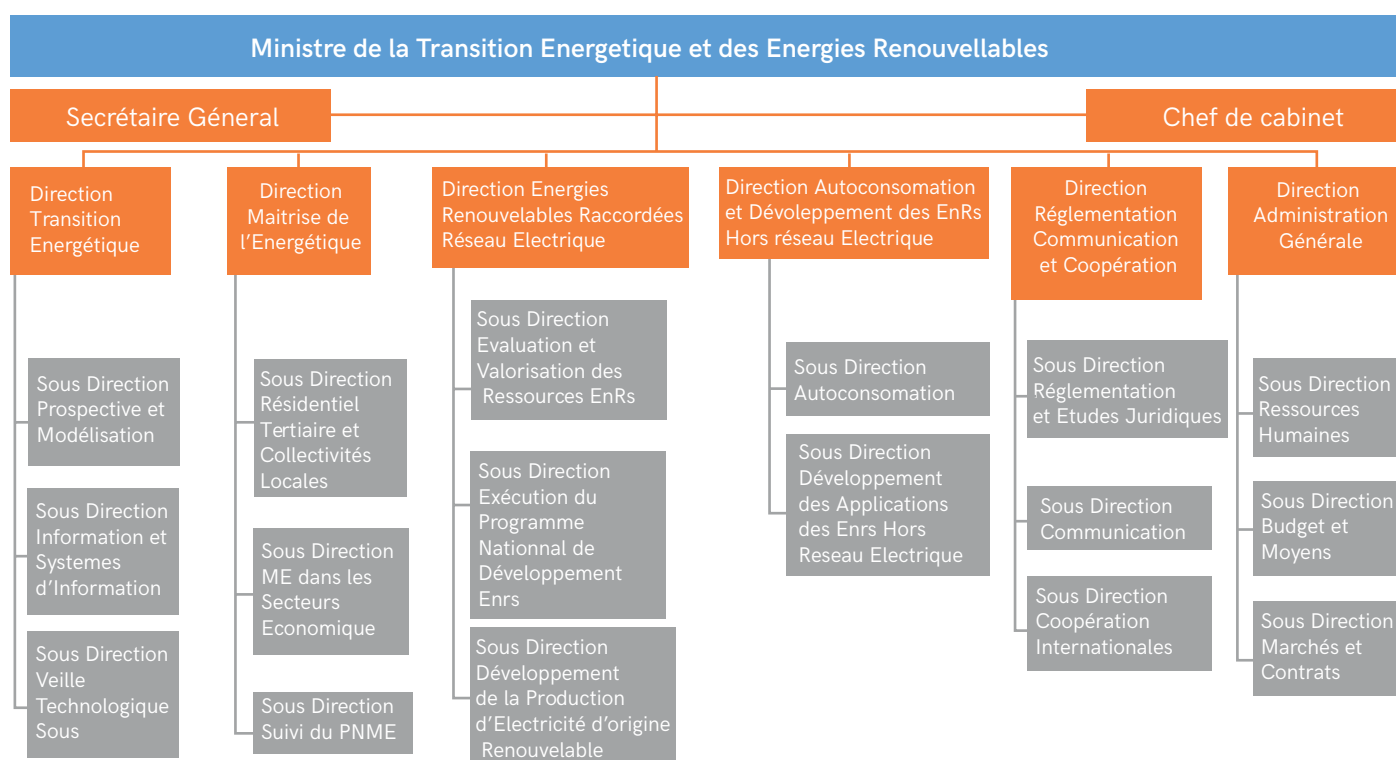 Ministre de la Transition Energetique et des Energies Renouvellables
Secrétaire Géneral
Chef de cabinet
Direction
Transition
Energétique
Sous Direction
Prospective et
Modélisation
Sous Direction
Information et
Systemes
d’Information
Sous Direction
Veille
Technologique
Sous
Direction
Maitrise de
l’Energétique
Sous Direction
Résidentiel
Tertiaire et
Collectivités
Locales
Sous Direction
ME dans les
Secteurs
Economique
Sous Direction
Suivi du PNME
Direction Energies
Renouvelables Raccordées
Réseau Electrique
Sous Direction
Evaluation et
Valorisation des
Ressources EnRs
Sous Direction
Exécution du
Programme
Nationnal de
Développement
Enrs
Sous Direction
Développement
de la Production
d’Electricité d’origine
Renouvelable
Direction Autoconsomation
et Dévoleppement des EnRs
Hors réseau Electrique
Sous Direction
Autoconsomation
Sous Direction
Développement
des Applications
des Enrs Hors
Reseau Electrique
Direction
Réglementation
Communication
et Coopération
Sous Direction
Réglementation
et Etudes Juridiques
Sous Direction
Communication
Sous Direction
Coopération
Internationales
Direction
Administration
Générale
Sous Direction
Ressources
Humaines
Sous Direction
Budget et
Moyens
Sous Direction
Marchés et
Contrats